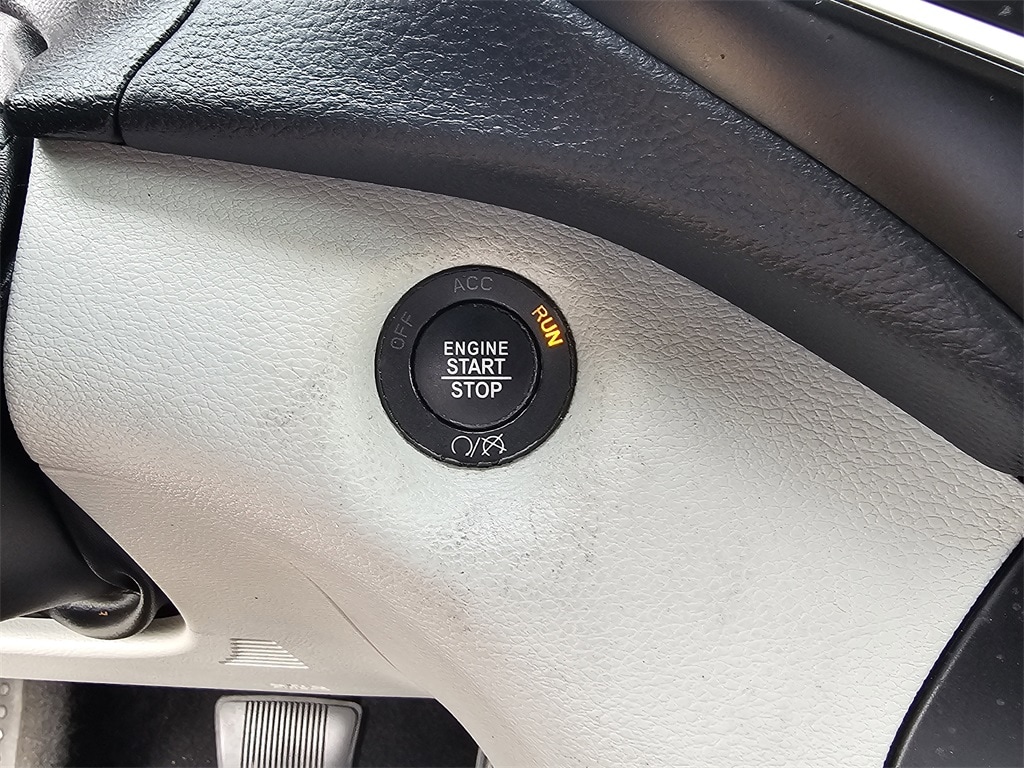 ACC
OFF
RUN
ENGINE
START
STOP